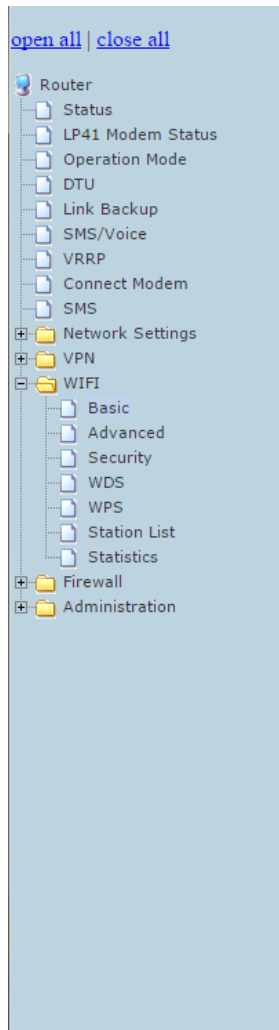 open all | close all
Router
Status
LP41 Modem Status
Operation Mode
DTU
Link Backup
SMS/Voice
VRRP
Connect Modem
SMS
Network Settings
VPN
WIFI
Basic
Advanced
Security
WDS
WPS
Station List
Statistics
Firewall
Administration